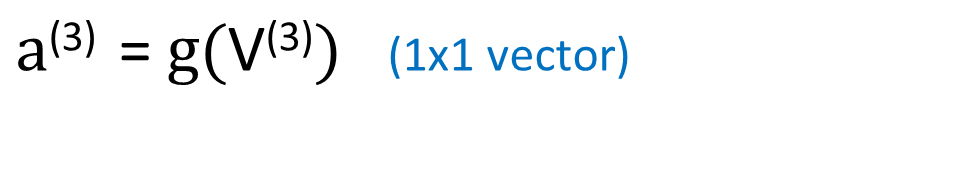 a⁽³⁾ = g(V⁽³⁾) (1x1 vector)